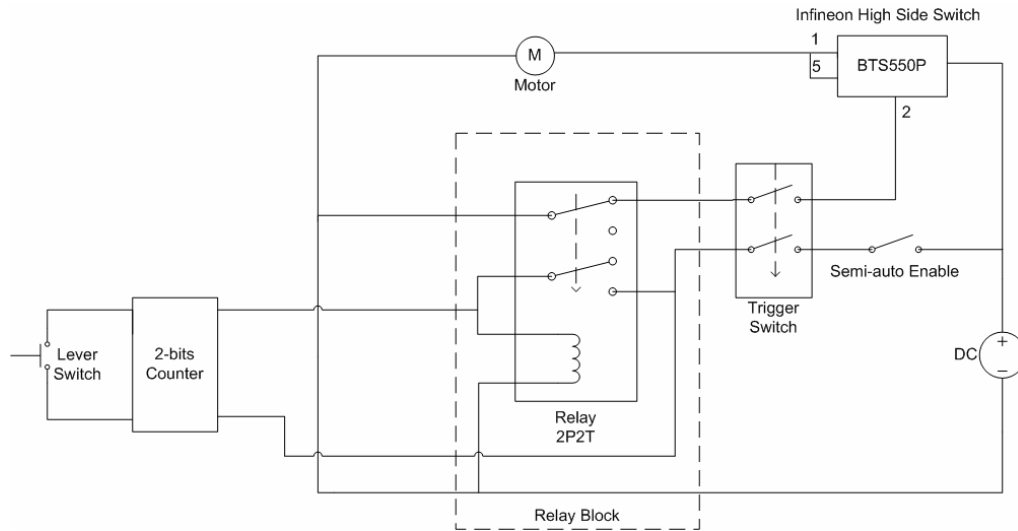 Infineon High Side Switch
1
5
BTS550P
M
Motor
2
Semi-auto Enable
Trigger
Switch
DC
+
−
Lever
Switch
2-bits
Counter
Relay
2P2T
Relay Block